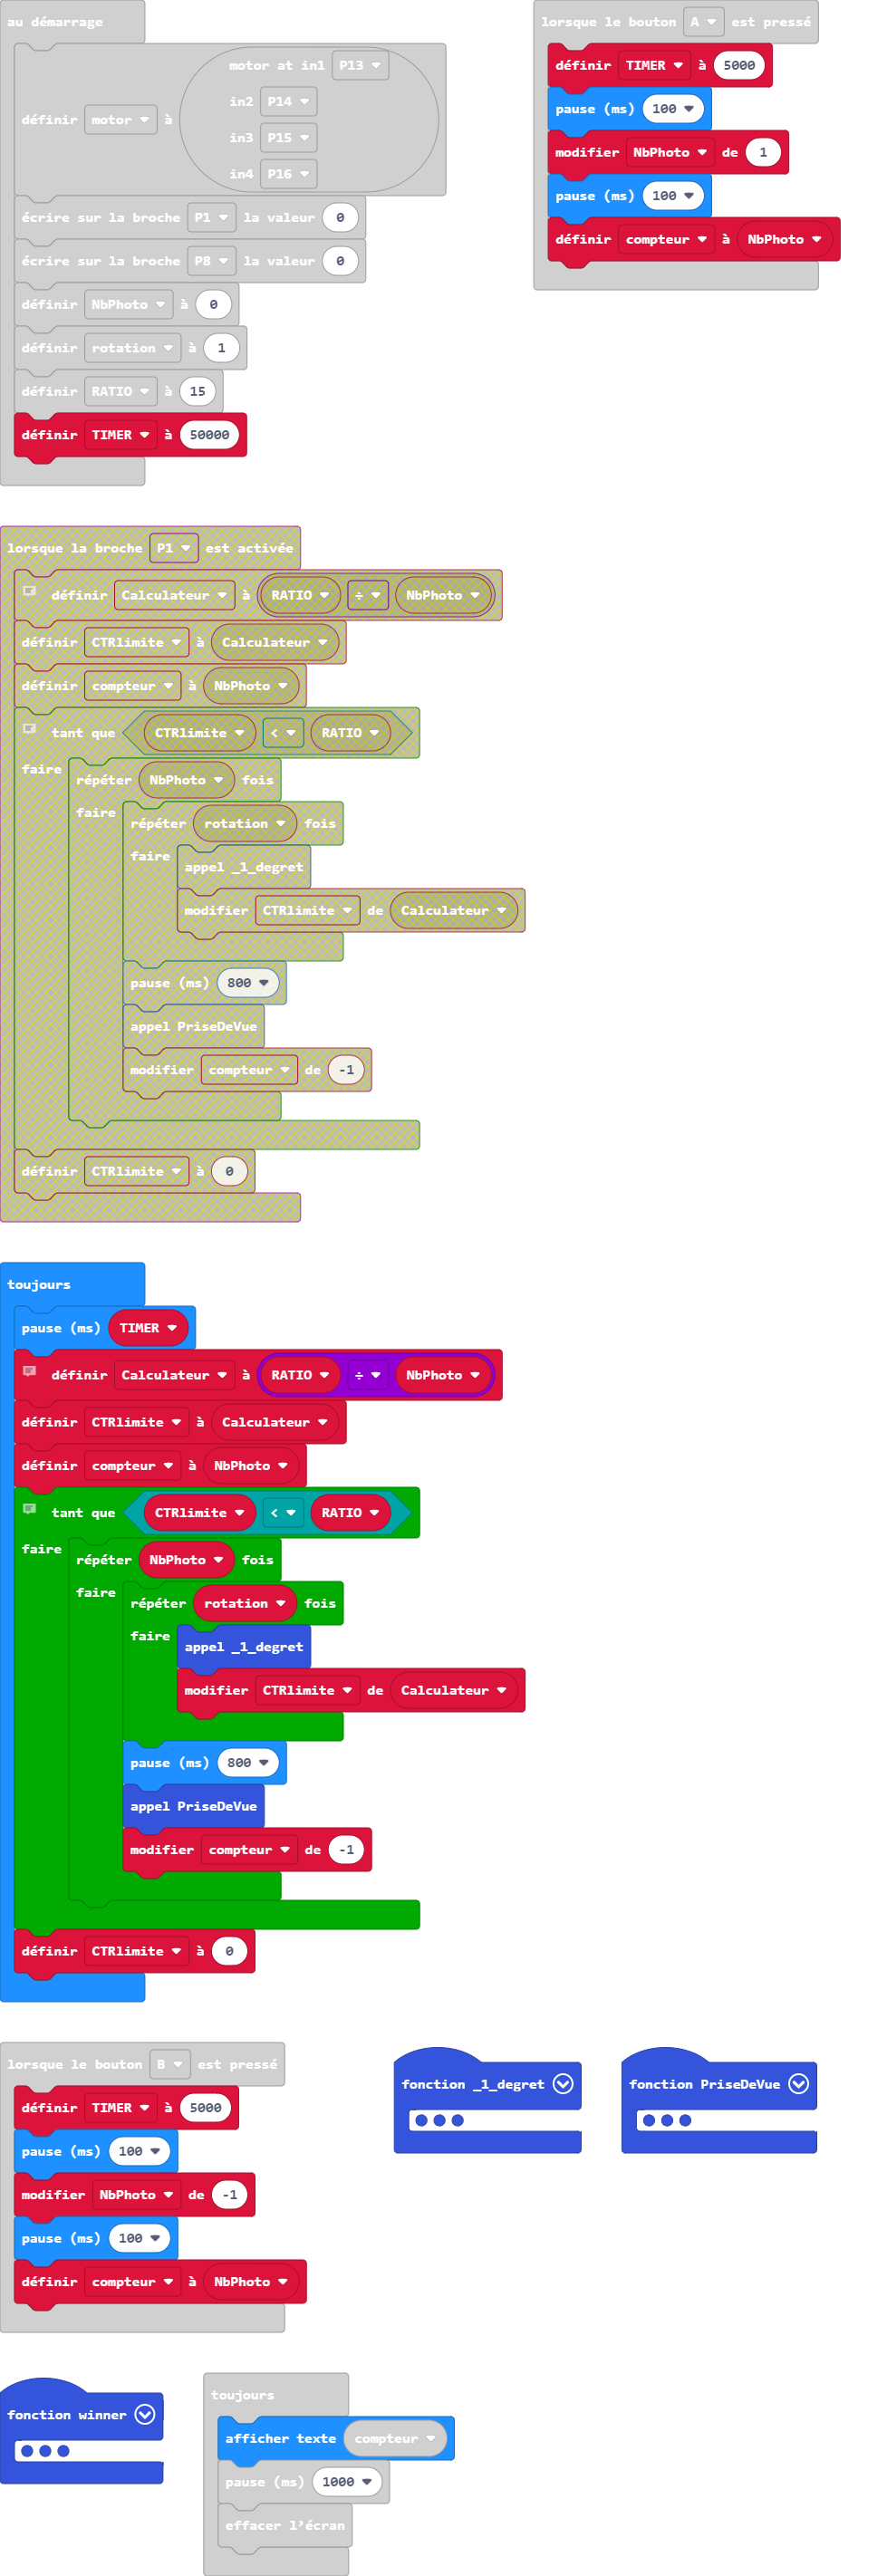 au démarrage
définir motor à motor at in1 P13
in2 P14
in3 P15
in4 P16
écrire sur la broche P1 la valeur 0
écrire sur la broche P8 la valeur 0
définir NbPhoto à 0
définir rotation à 1
définir RATIO à 15
définir TIMER à 50000
lorsque le bouton A est pressé
définir TIMER à 5000
pause (ms) 100
modifier NbPhoto de 1
pause (ms) 100
définir compteur à NbPhoto
lorsque la broche P1 est activée
définir Calculateur à RATIO ÷ NbPhoto
définir CTRlimite à Calculateur
définir compteur à NbPhoto
tant que CTRlimite < RATIO
faire répéter NbPhoto fois
faire répéter rotation fois
faire appel _1_degret
modifier CTRlimite de Calculateur
pause (ms) 800
appel PriseDeVue
modifier compteur de -1
définir CTRlimite à 0
toujours
pause (ms) TIMER
définir Calculateur à RATIO ÷ NbPhoto
définir CTRlimite à Calculateur
définir compteur à NbPhoto
tant que CTRlimite < RATIO
faire répéter NbPhoto fois
faire répéter rotation fois
faire appel _1_degret
modifier CTRlimite de Calculateur
pause (ms) 800
appel PriseDeVue
modifier compteur de -1
définir CTRlimite à 0
lorsque le bouton B est pressé
définir TIMER à 5000
pause (ms) 100
modifier NbPhoto de -1
pause (ms) 100
définir compteur à NbPhoto
fonction _1_degret
fonction PriseDeVue
fonction winner
toujours
afficher texte compteur
pause (ms) 1000
effacer l'écran